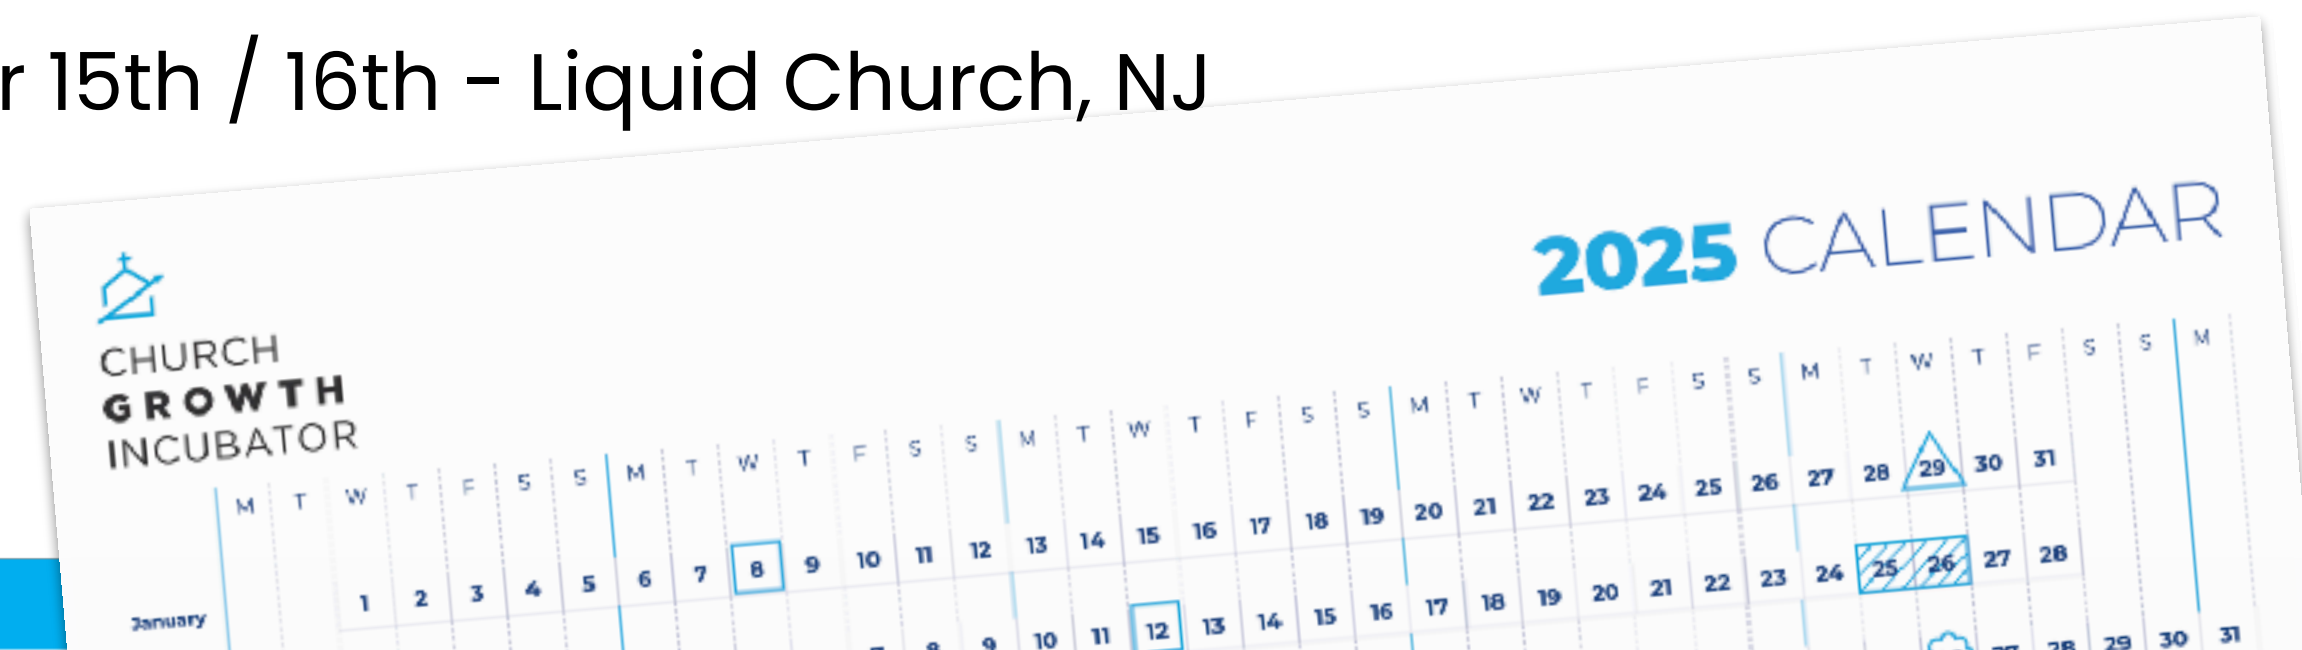 r 15th / 16th - Liquid Church, NJ
2025 CALENDAR
CHURCH
GROWTH
INCUBATOR
M T W T F S S M T W T F S S M T W T F S S M T W T F S S M T W T F S S M
January 1 2 3 4 5 6 7 8 9 10 11 12 13 14 15 16 17 18 19 20 21 22 23 24 25 26 27 28 29 30 31
9 10 11 12 13 14 15 16 17 18 19 20 21 22 23 24 25 26 27 28
28 29 30 31